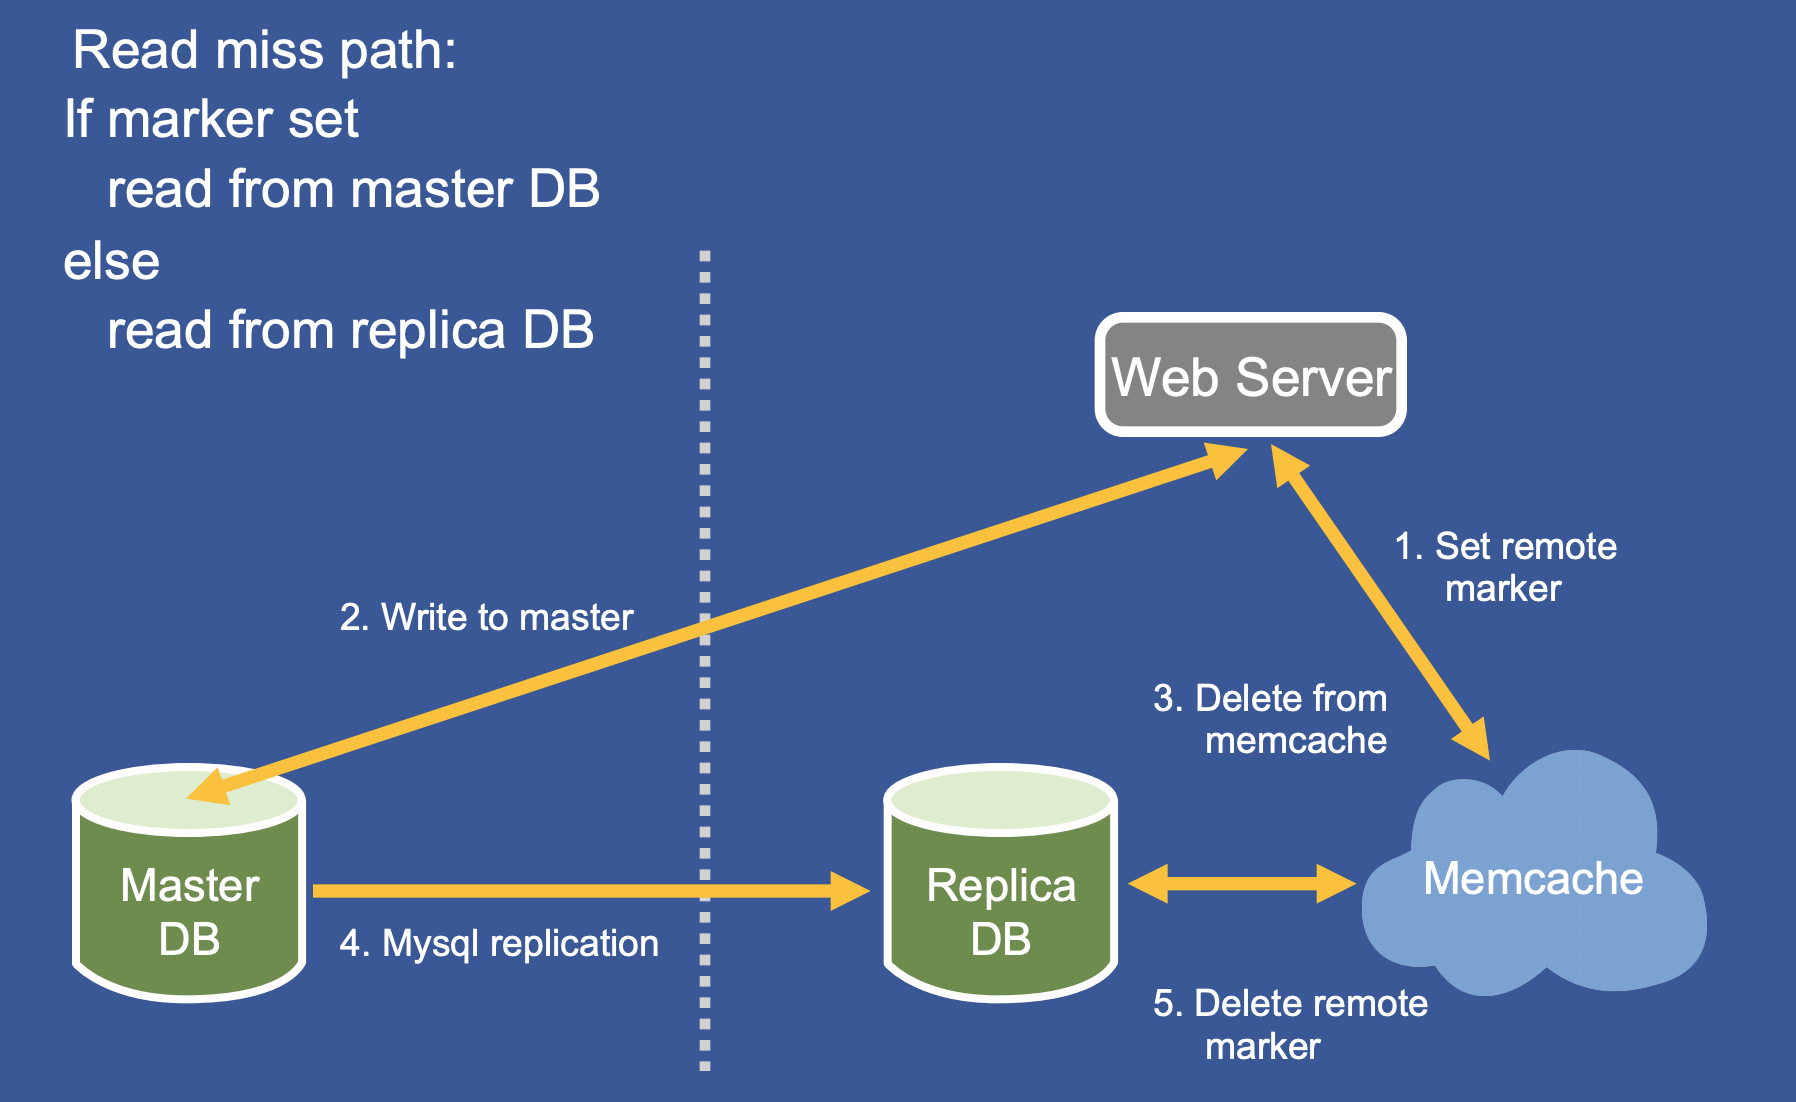 Read miss path:
If marker set
read from master DB
else
read from replica DB
Web Server
1. Set remote
marker
2. Write to master
3. Delete from
memcache
Master
DB
Replica
DB
Memcache
4. Mysql replication
5. Delete remote
marker